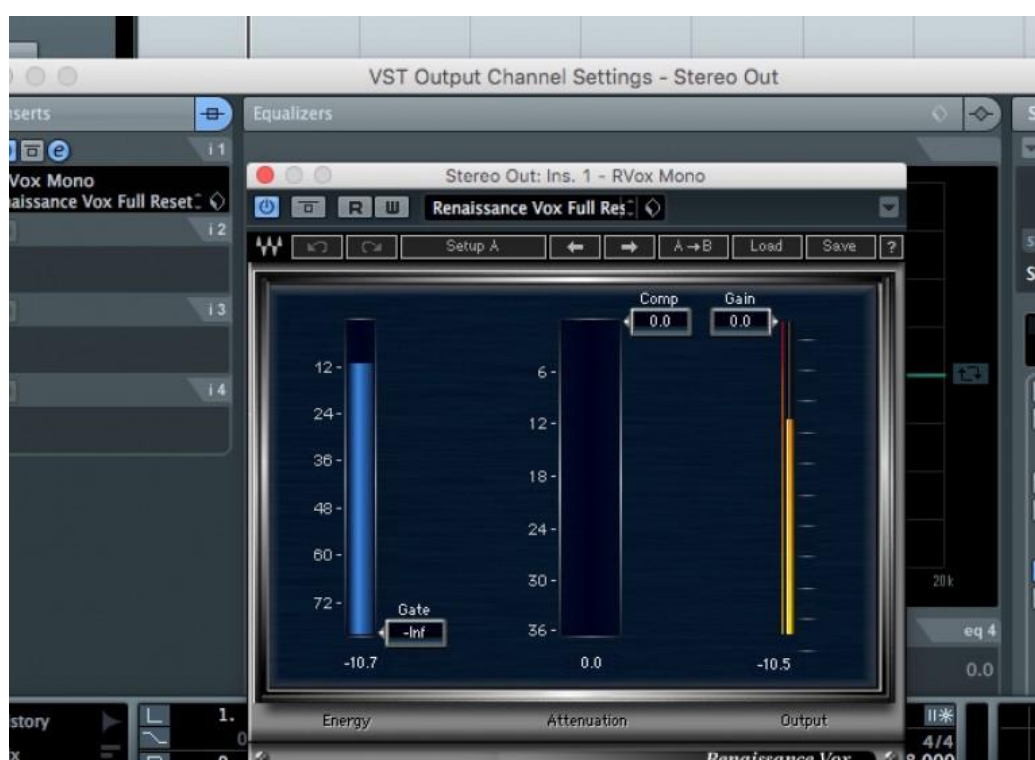 VST Output Channel Settings - Stereo Out
Equalizers
i 1
Vox Mono
Vox Full Reset
i 2
i 3
i 4
Stereo Out: Ins. 1 - RVox Mono
R W Renaissance Vox Full Res
Setup A
A→B
Load
Save
?
Comp
0.0
Gain
0.0
12
24
36
48
60
72
Gate
-Inf
-10.7
6
12
18
24
30
36
0.0
-10.5
Energy
Attenuation
Output
Renaissance Vox
20k
eq 4
0.0
L
1.
4/4